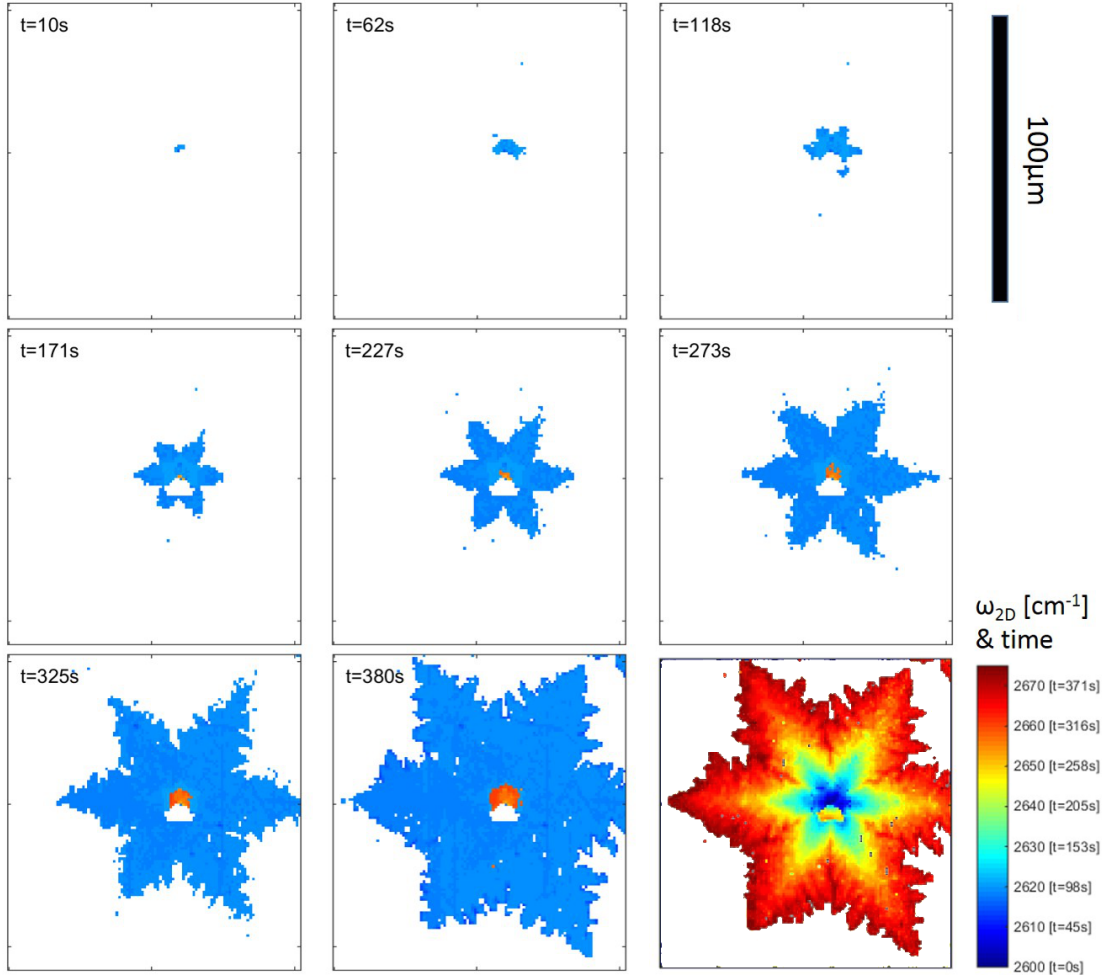 t=10s
t=62s
t=118s
100μm
t=171s
t=227s
t=273s
t=325s
t=380s
ω2D [cm-1]
& time
2670 [t=371s]
2660 [t=316s]
2650 [t=258s]
2640 [t=205s]
2630 [t=153s]
2620 [t=98s]
2610 [t=45s]
2600 [t=0s]